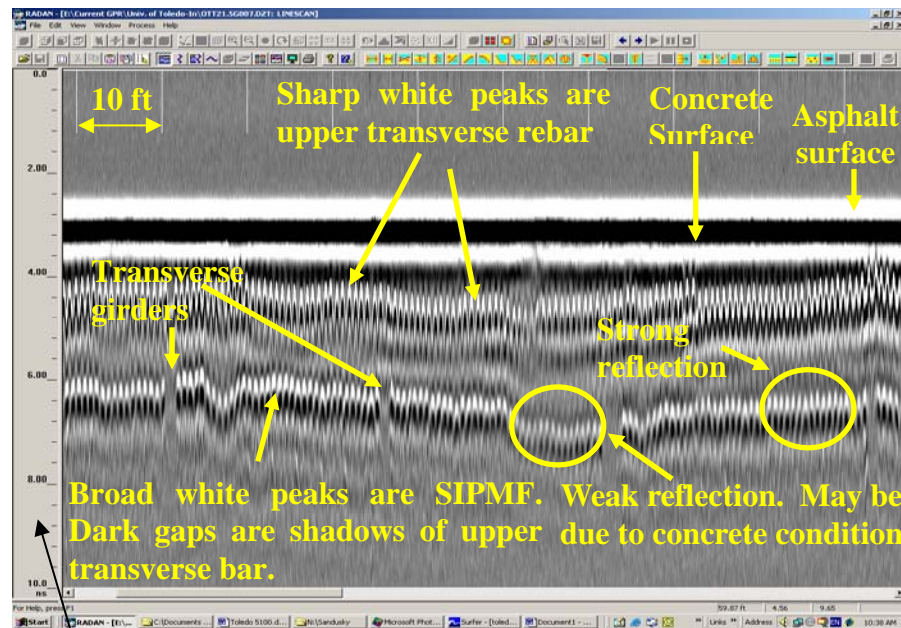 RADAN - [E:\Current GPR\Univ. of Toledo-In\OTT21.SG007.DZT: LINESCAN]
File Edit View Window Process Help
0.0
10 ft
Sharp white peaks are
upper transverse rebar
Concrete
Surface
Asphalt
surface
2.00
4.00
Transverse
girders
Strong
reflection
6.00
8.00
Broad white peaks are SIPMF.
Dark gaps are shadows of upper
transverse bar.
Weak reflection. May be
due to concrete condition
10.0
ns
For Help, press F1
59.87 ft 4.56 9.65
Start RADAN - [E:\... C:\Documents ... Toledo 5100.d... N:\Sandusky Microsoft Phot... Surfer - [toled... Document1 - ... Links » Address 10:38 AM